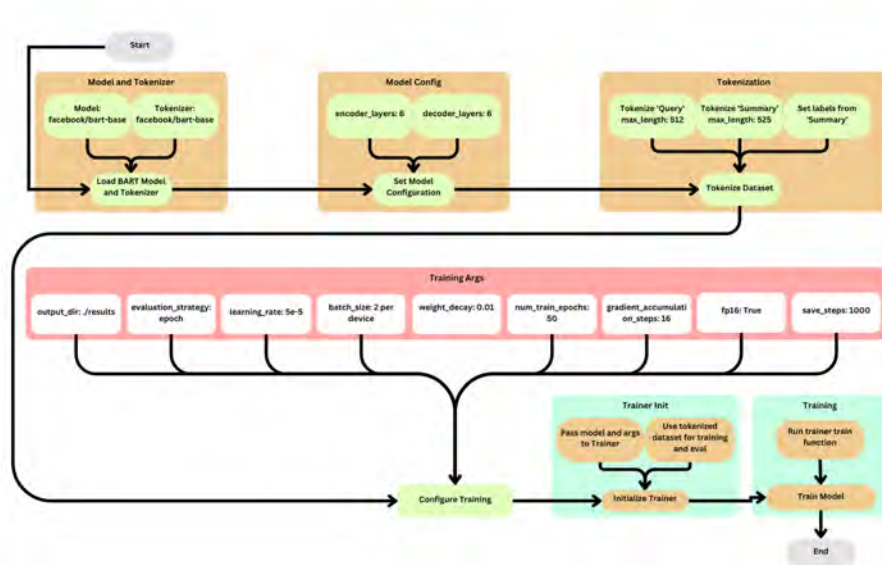 Start
Model and Tokenizer
Model:
facebook/bart-base
Tokenizer:
facebook/bart-base
Load BART Model
and Tokenizer
Model Config
encoder_layers: 6
decoder_layers: 6
Set Model
Configuration
Tokenization
Tokenize 'Query'
max_length: 512
Tokenize 'Summary'
max_length: 525
Set labels from
'Summary'
Tokenize Dataset
Training Args
output_dir: ./results
evaluation_strategy:
epoch
learning_rate: 5e-5
batch_size: 2 per
device
weight_decay: 0.01
num_train_epochs:
50
gradient_accumulati
on_steps: 16
fp16: True
save_steps: 1000
Trainer Init
Pass model and args
to Trainer
Use tokenized
dataset for training
and eval
Training
Run trainer train
function
Configure Training
Initialize Trainer
Train Model
End